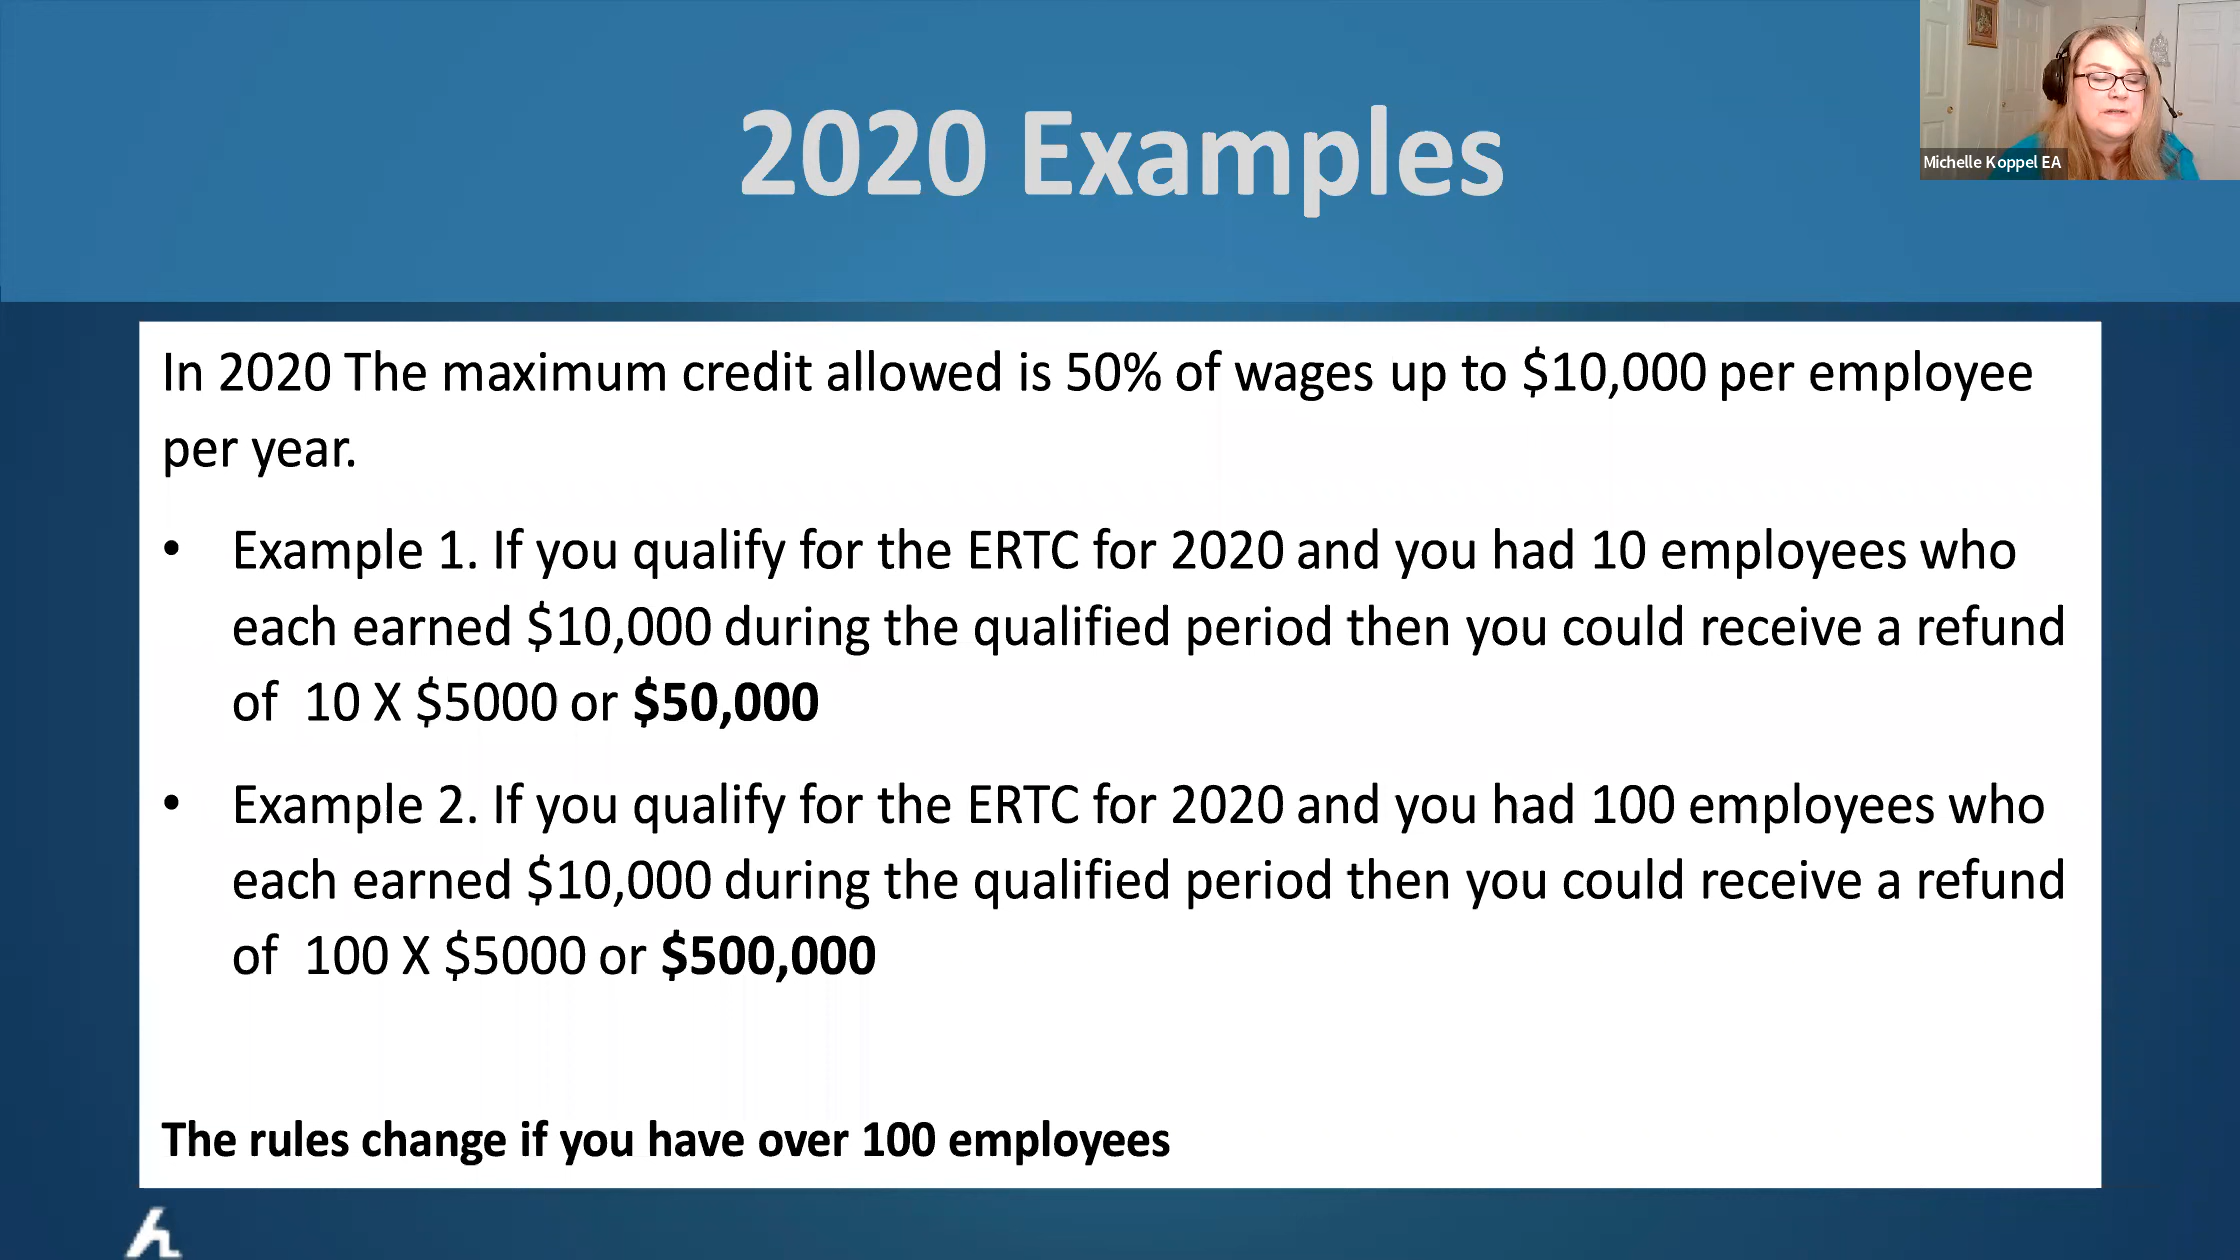 2020 Examples
Michelle Koppel EA
In 2020 The maximum credit allowed is 50% of wages up to $10,000 per employee
per year.
• Example 1. If you qualify for the ERTC for 2020 and you had 10 employees who
each earned $10,000 during the qualified period then you could receive a refund
of 10 X $5000 or $50,000
• Example 2. If you qualify for the ERTC for 2020 and you had 100 employees who
each earned $10,000 during the qualified period then you could receive a refund
of 100 X $5000 or $500,000
The rules change if you have over 100 employees